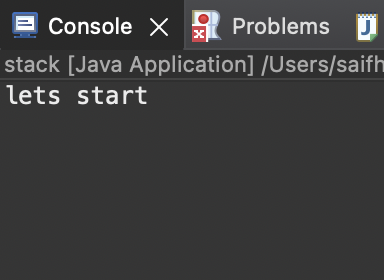 Console Problems J
stack [Java Application] /Users/saifh
lets start